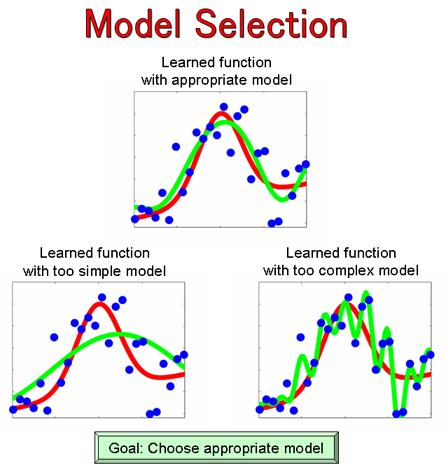 Model Selection
Learned function
with appropriate model
Learned function
with too simple model
Learned function
with too complex model
Goal: Choose appropriate model